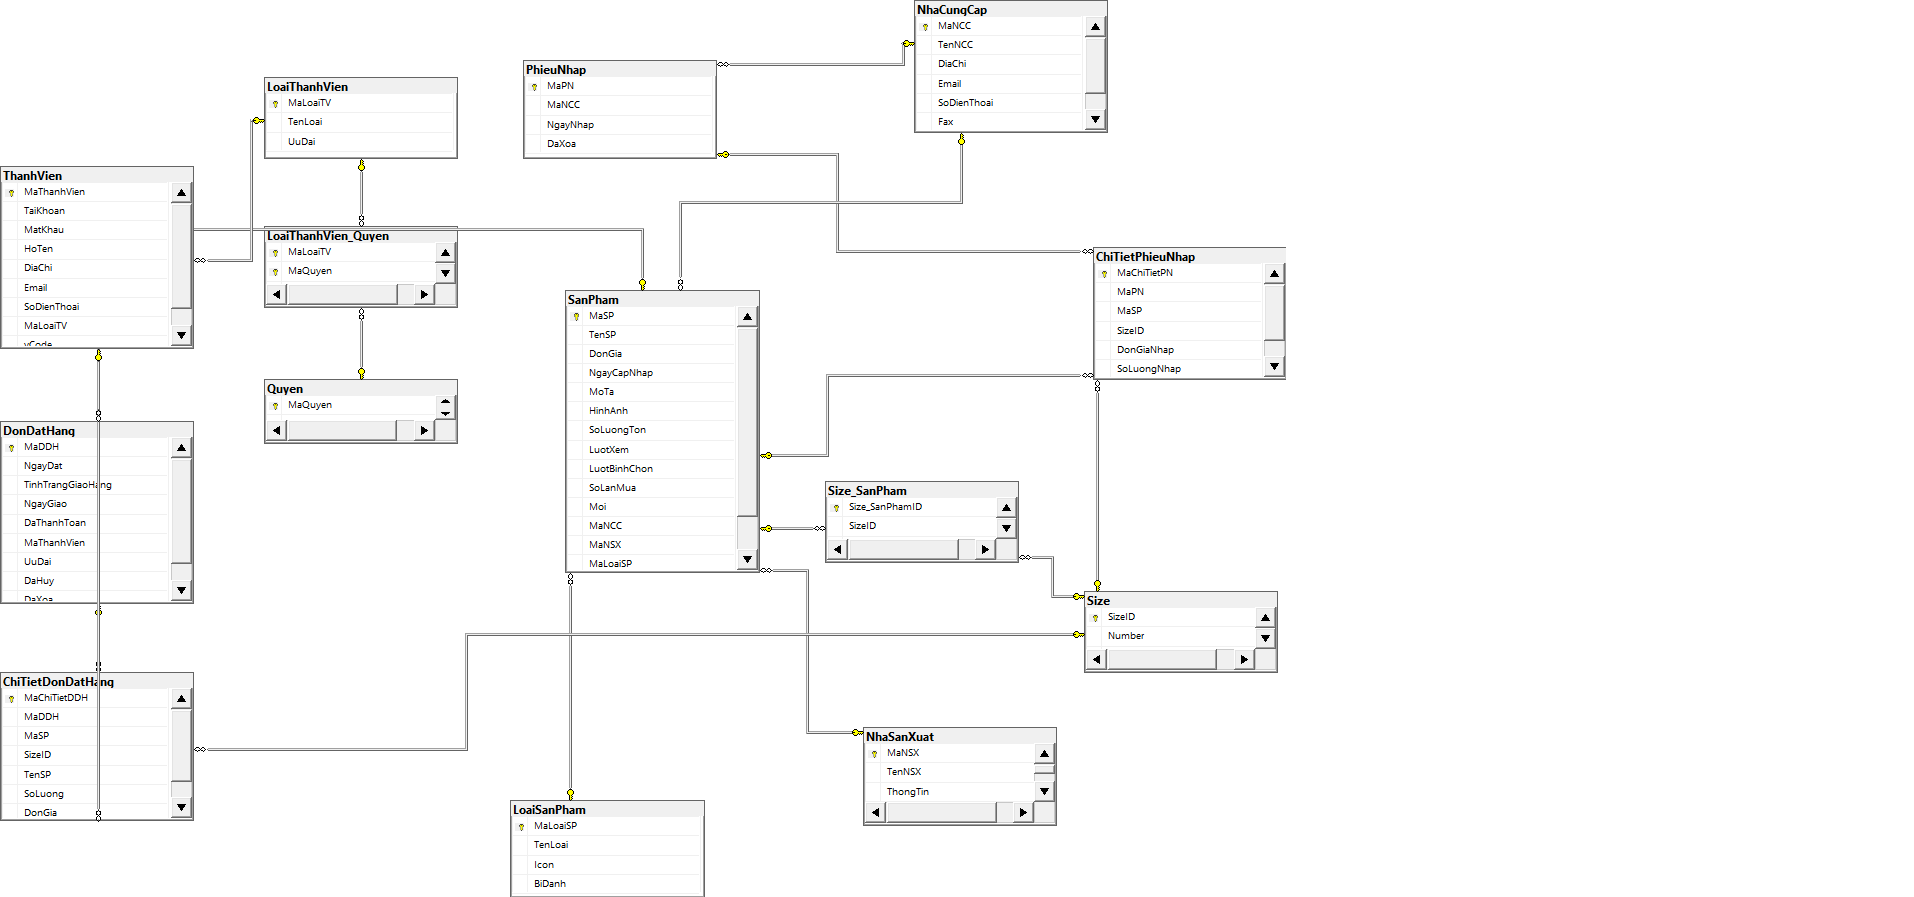 NhaCungCap
MaNCC
TenNCC
DiaChi
Email
SoDienThoai
Fax
PhieuNhap
MaPN
MaNCC
NgayNhap
DaXoa
LoaiThanhVien
MaLoaiTV
TenLoai
UuDai
ThanhVien
MaThanhVien
TaiKhoan
MatKhau
HoTen
DiaChi
Email
SoDienThoai
MaLoaiTV
vCode
LoaiThanhVien_Quyen
MaLoaiTV
MaQuyen
ChiTietPhieuNhap
MaChiTietPN
MaPN
MaSP
SizeID
DonGiaNhap
SoLuongNhap
SanPham
MaSP
TenSP
DonGia
NgayCapNhap
MoTa
HinhAnh
SoLuongTon
LuotXem
LuotBinhChon
SoLanMua
Moi
MaNCC
MaNSX
MaLoaiSP
Quyen
MaQuyen
DonDatHang
MaDDH
NgayDat
TinhTrangGiaoHang
NgayGiao
DaThanhToan
MaThanhVien
UuDai
DaHuy
DaXoa
Size_SanPham
Size_SanPhamID
SizeID
Size
SizeID
Number
ChiTietDonDatHang
MaChiTietDDH
MaDDH
MaSP
SizeID
TenSP
SoLuong
DonGia
NhaSanXuat
MaNSX
TenNSX
ThongTin
LoaiSanPham
MaLoaiSP
TenLoai
Icon
BiDanh